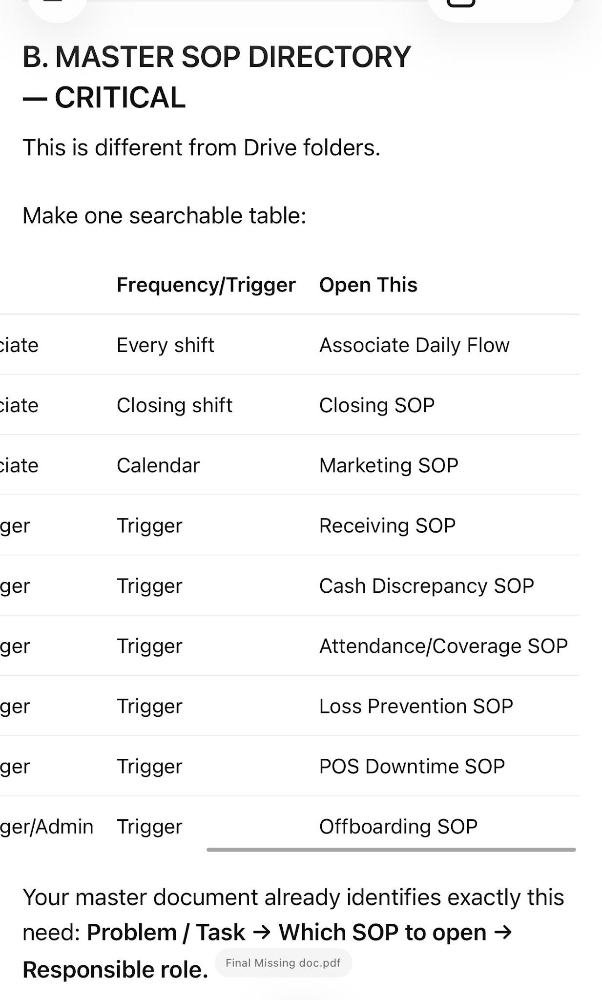 B. MASTER SOP DIRECTORY
— CRITICAL
This is different from Drive folders.
Make one searchable table:
Frequency/Trigger Open This
ciate Every shift Associate Daily Flow
ciate Closing shift Closing SOP
ciate Calendar Marketing SOP
ger Trigger Receiving SOP
ger Trigger Cash Discrepancy SOP
ger Trigger Attendance/Coverage SOP
ger Trigger Loss Prevention SOP
ger Trigger POS Downtime SOP
ger/Admin Trigger Offboarding SOP
Your master document already identifies exactly this
need: Problem / Task → Which SOP to open →
Responsible role. Final Missing doc.pdf